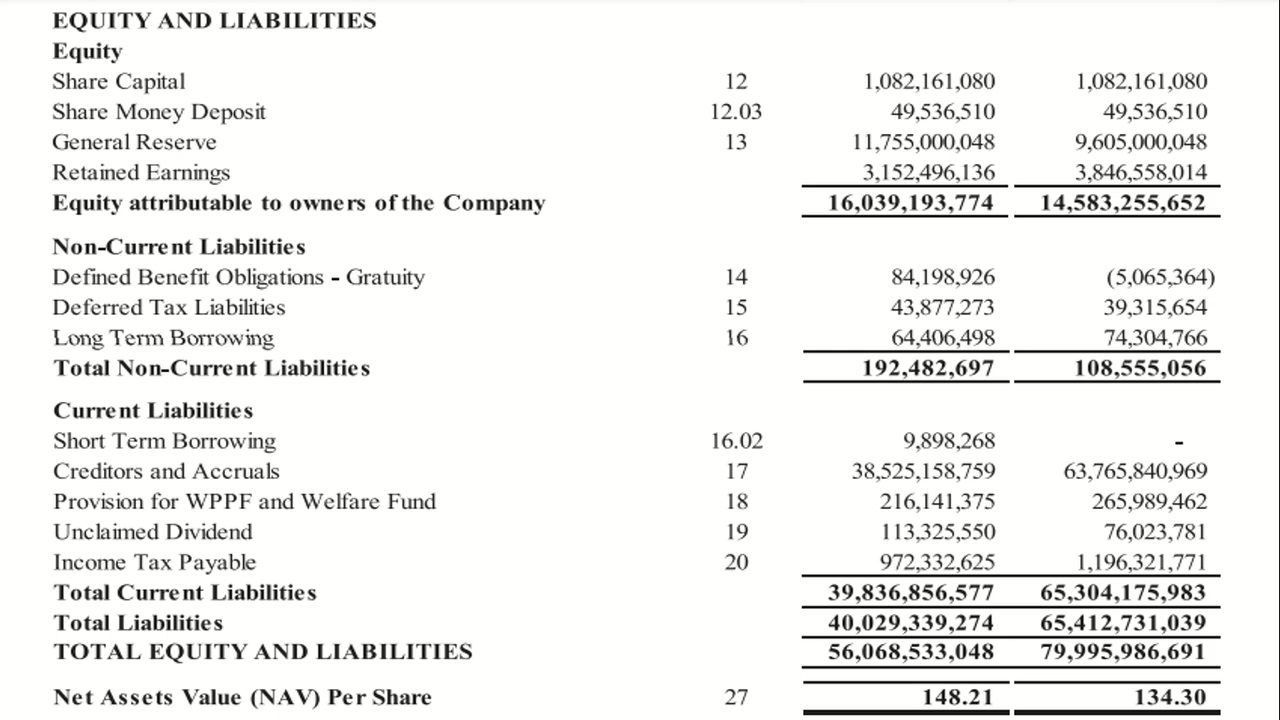 EQUITY AND LIABILITIES
Equity
Share Capital 12 1,082,161,080 1,082,161,080
Share Money Deposit 12.03 49,536,510 49,536,510
General Reserve 13 11,755,000,048 9,605,000,048
Retained Earnings 3,152,496,136 3,846,558,014
Equity attributable to owners of the Company 16,039,193,774 14,583,255,652
Non-Current Liabilities
Defined Benefit Obligations - Gratuity 14 84,198,926 (5,065,364)
Deferred Tax Liabilities 15 43,877,273 39,315,654
Long Term Borrowing 16 64,406,498 74,304,766
Total Non-Current Liabilities 192,482,697 108,555,056
Current Liabilities
Short Term Borrowing 16.02 9,898,268 -
Creditors and Accruals 17 38,525,158,759 63,765,840,969
Provision for WPPF and Welfare Fund 18 216,141,375 265,989,462
Unclaimed Dividend 19 113,325,550 76,023,781
Income Tax Payable 20 972,332,625 1,196,321,771
Total Current Liabilities 39,836,856,577 65,304,175,983
Total Liabilities 40,029,339,274 65,412,731,039
TOTAL EQUITY AND LIABILITIES 56,068,533,048 79,995,986,691
Net Assets Value (NAV) Per Share 27 148.21 134.30